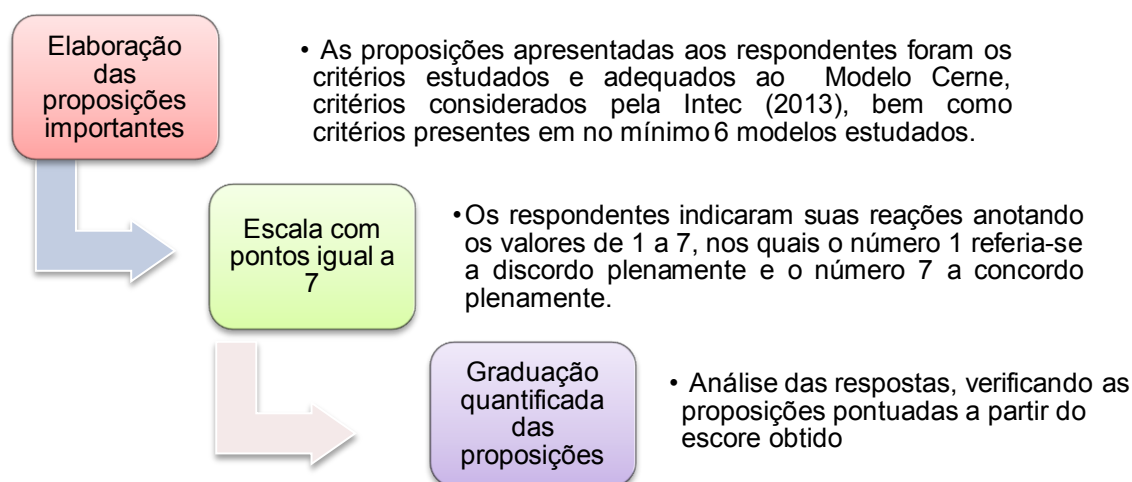 Elaboração
das
proposições
importantes
• As proposições apresentadas aos respondentes foram os
critérios estudados e adequados ao Modelo Cerne,
critérios considerados pela Intec (2013), bem como
critérios presentes em no mínimo 6 modelos estudados.
Escala com
pontos igual a
7
•Os respondentes indicaram suas reações anotando
os valores de 1 a 7, nos quais o número 1 referia-se
a discordo plenamente e o número 7 a concordo
plenamente.
Graduação
quantificada
das
proposições
• Análise das respostas, verificando as
proposições pontuadas a partir do
escore obtido